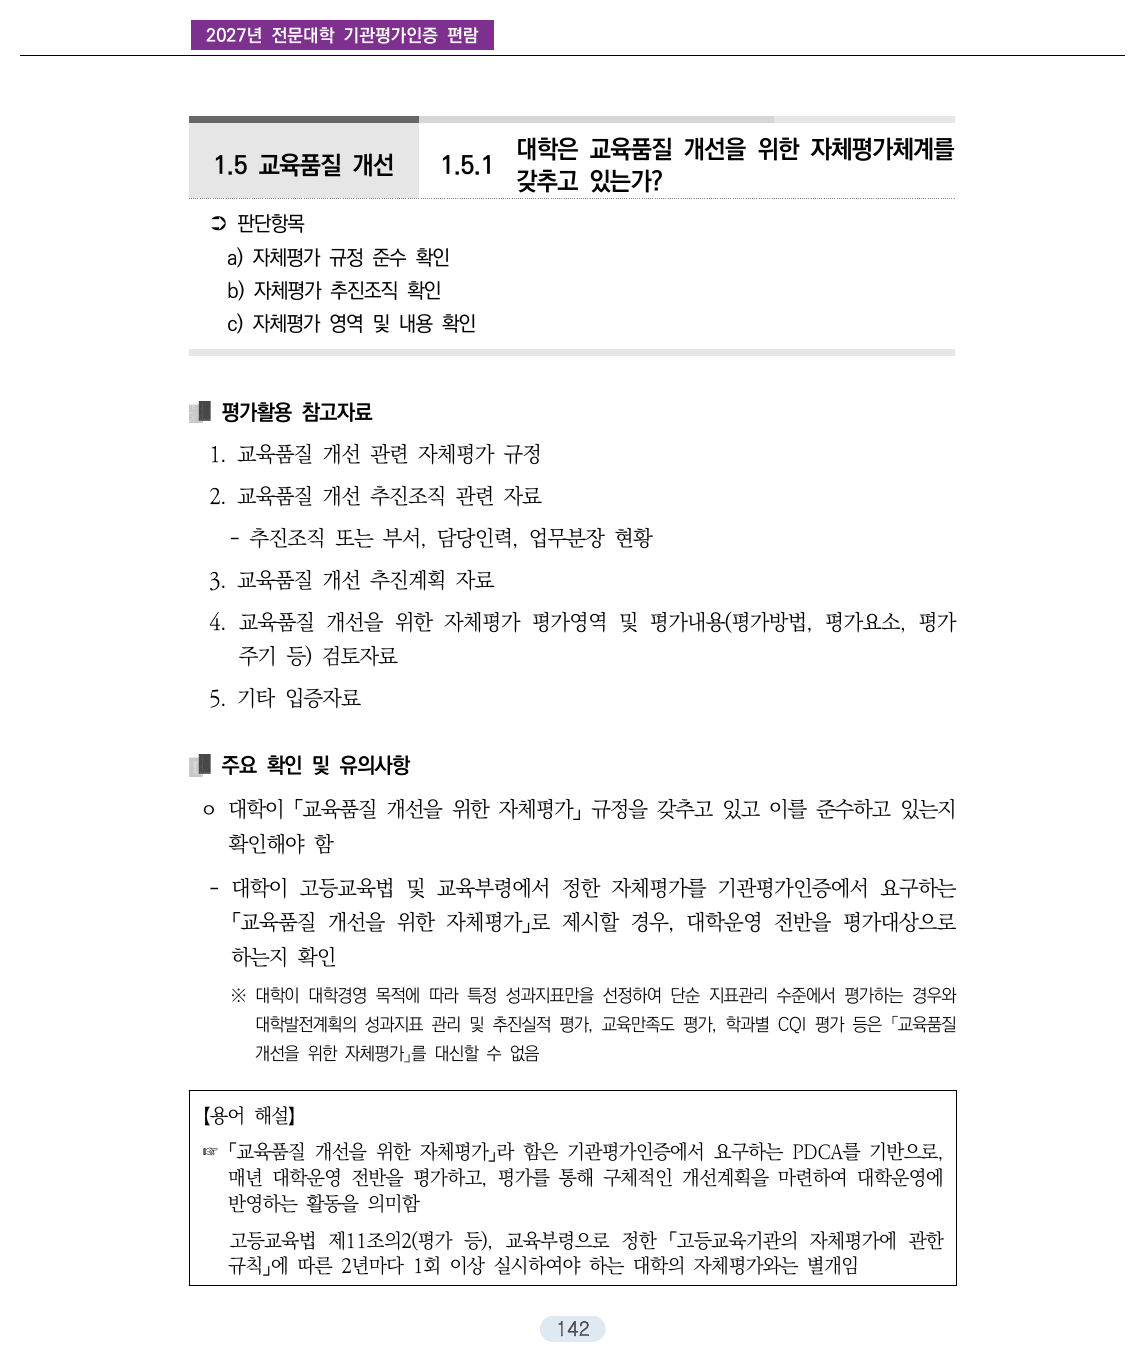 2027년 전문대학 기관평가인증 편람
1.5 교육품질 개선
1.5.1
대학은 교육품질 개선을 위한 자체평가체계를
갖추고 있는가?
➲ 판단항목
a) 자체평가 규정 준수 확인
b) 자체평가 추진조직 확인
c) 자체평가 영역 및 내용 확인
평가활용 참고자료
1. 교육품질 개선 관련 자체평가 규정
2. 교육품질 개선 추진조직 관련 자료
- 추진조직 또는 부서, 담당인력, 업무분장 현황
3. 교육품질 개선 추진계획 자료
4. 교육품질 개선을 위한 자체평가 평가영역 및 평가내용(평가방법, 평가요소, 평가
주기 등) 검토자료
5. 기타 입증자료
주요 확인 및 유의사항
ㅇ 대학이 「교육품질 개선을 위한 자체평가」 규정을 갖추고 있고 이를 준수하고 있는지
확인해야 함
- 대학이 고등교육법 및 교육부령에서 정한 자체평가를 기관평가인증에서 요구하는
「교육품질 개선을 위한 자체평가」로 제시할 경우, 대학운영 전반을 평가대상으로
하는지 확인
※ 대학이 대학경영 목적에 따라 특정 성과지표만을 선정하여 단순 지표관리 수준에서 평가하는 경우와
대학발전계획의 성과지표 관리 및 추진실적 평가, 교육만족도 평가, 학과별 CQI 평가 등은 「교육품질
개선을 위한 자체평가」를 대신할 수 없음
【용어 해설】
☞ 「교육품질 개선을 위한 자체평가」라 함은 기관평가인증에서 요구하는 PDCA를 기반으로,
매년 대학운영 전반을 평가하고, 평가를 통해 구체적인 개선계획을 마련하여 대학운영에
반영하는 활동을 의미함
고등교육법 제11조의2(평가 등), 교육부령으로 정한 「고등교육기관의 자체평가에 관한
규칙」에 따른 2년마다 1회 이상 실시하여야 하는 대학의 자체평가와는 별개임
142